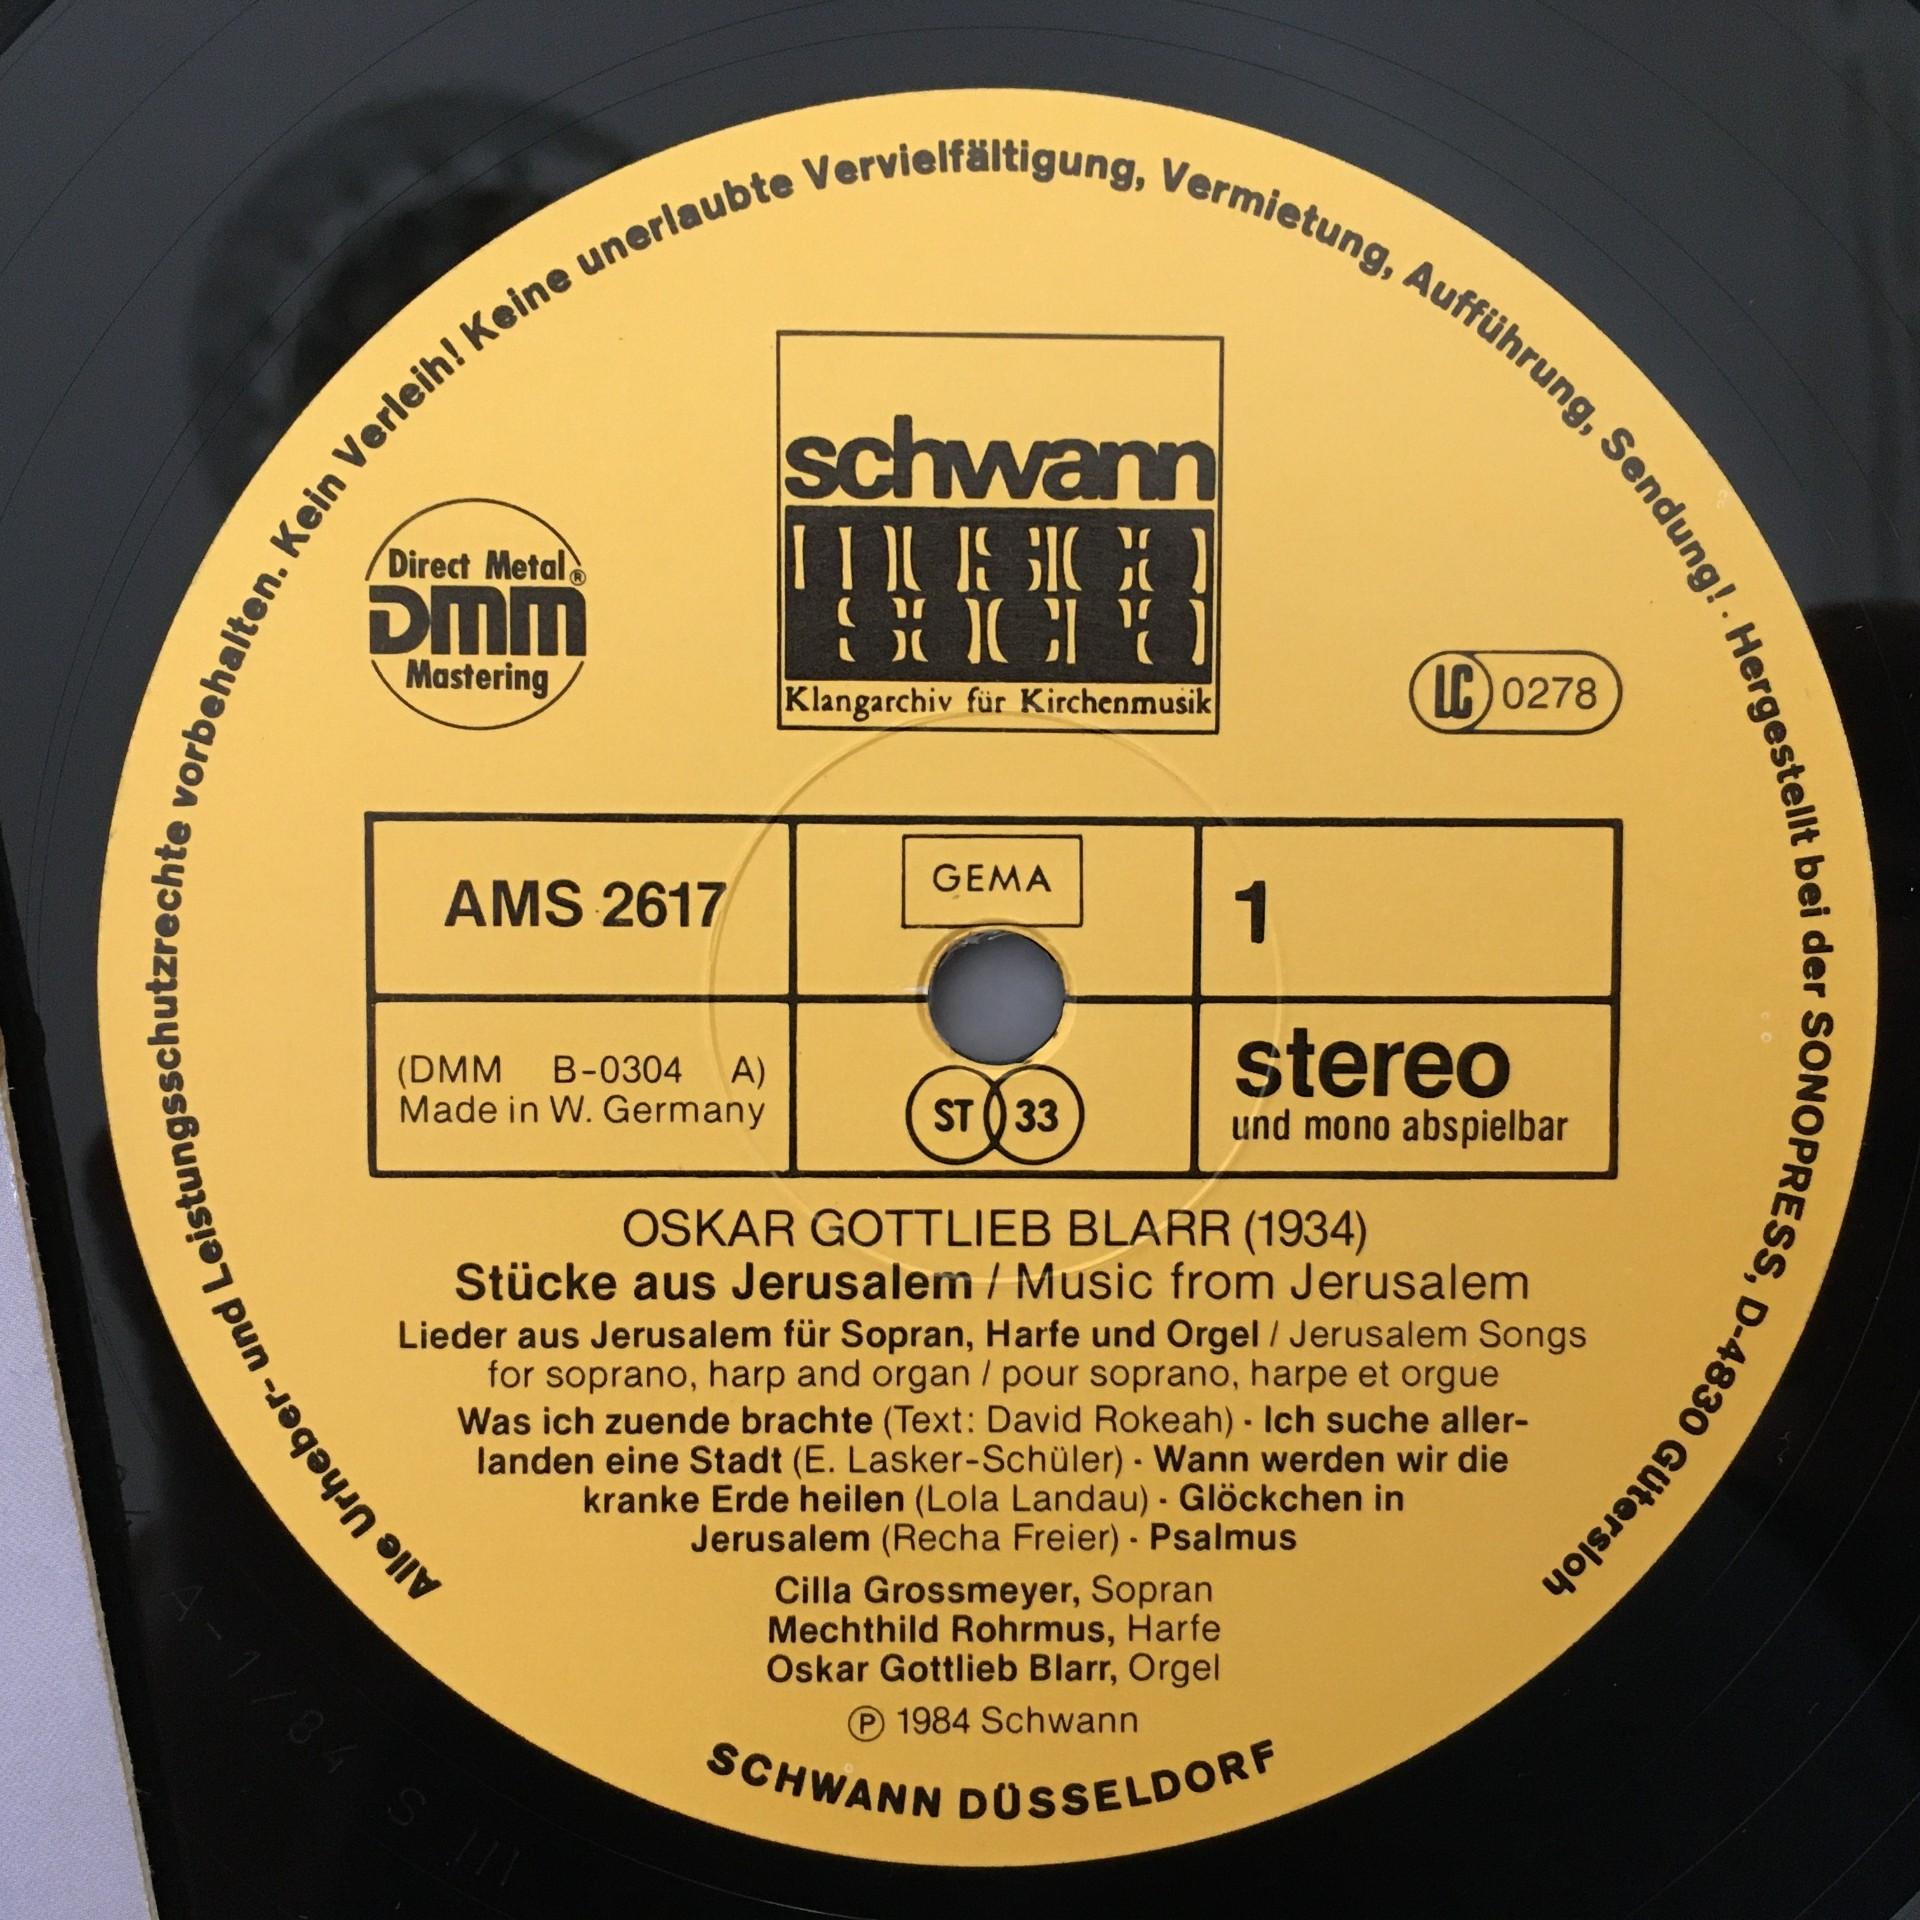 Alle Urheber- und Leistungsschutzrechte vorbehalten. Kein Verleih! Keine unerlaubte Vervielfältigung, Vermietung, Aufführung, Sendung! · Hergestellt bei der SONOPRESS, D-4830 Gütersloh
schwann
Klangarchiv für Kirchenmusik
Direct Metal®
DMM
Mastering
LC 0278
AMS 2617
GEMA
1
(DMM B-0304 A)
Made in W. Germany
ST 33
stereo
und mono abspielbar
OSKAR GOTTLIEB BLARR (1934)
Stücke aus Jerusalem / Music from Jerusalem
Lieder aus Jerusalem für Sopran, Harfe und Orgel / Jerusalem Songs
for soprano, harp and organ / pour soprano, harpe et orgue
Was ich zuende brachte (Text: David Rokeah) · Ich suche aller-
landen eine Stadt (E. Lasker-Schüler) · Wann werden wir die
kranke Erde heilen (Lola Landau) · Glöckchen in
Jerusalem (Recha Freier) · Psalmus
Cilla Grossmeyer, Sopran
Mechthild Rohrmus, Harfe
Oskar Gottlieb Blarr, Orgel
Ⓟ 1984 Schwann
SCHWANN DÜSSELDORF
A-1/84 S III